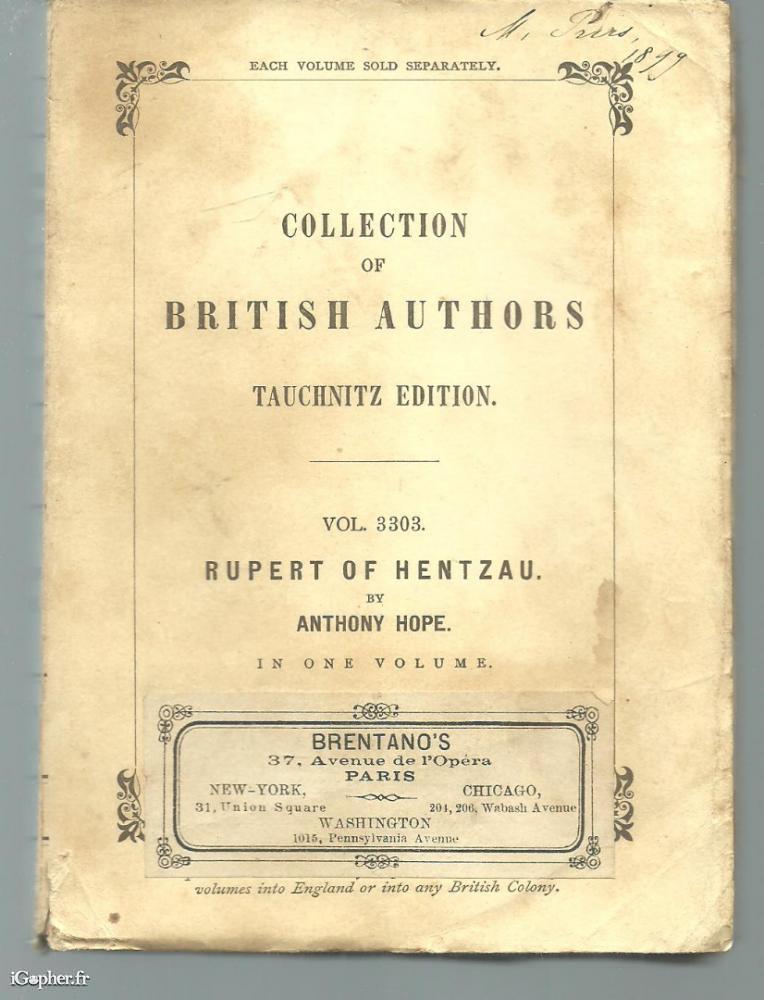 1899
EACH VOLUME SOLD SEPARATELY.
COLLECTION
OF
BRITISH AUTHORS
TAUCHNITZ EDITION.
VOL. 3303.
RUPERT OF HENTZAU.
BY
ANTHONY HOPE.
IN ONE VOLUME.
BRENTANO'S
37, Avenue de l'Opéra
PARIS
NEW-YORK,
31, Union Square
CHICAGO,
204, 206, Wabash Avenue
WASHINGTON
1015, Pennsylvania Avenue
volumes into England or into any British Colony.
iGopher.fr